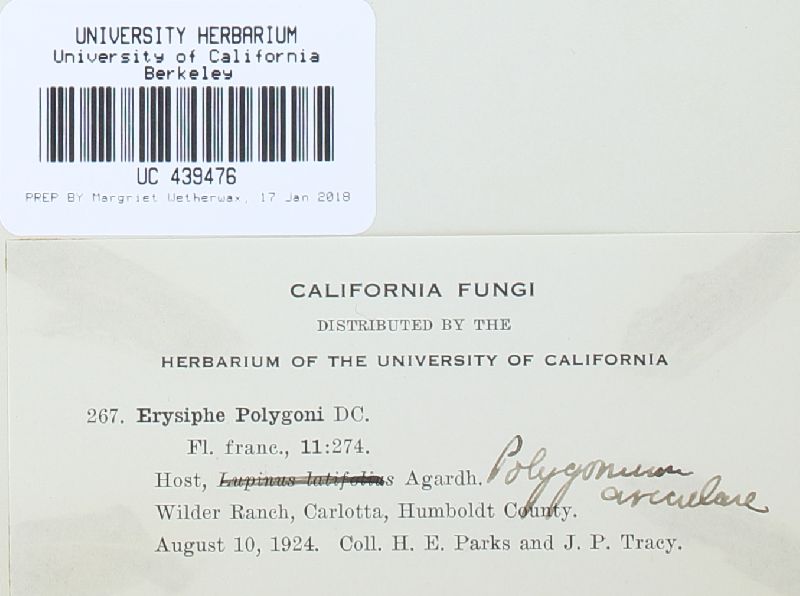 UNIVERSITY HERBARIUM
University of California
Berkeley
UC 439476
PREP BY Margriet Wetherwax, 17 Jan 2018
CALIFORNIA FUNGI
DISTRIBUTED BY THE
HERBARIUM OF THE UNIVERSITY OF CALIFORNIA
267. Erysiphe Polygoni DC.
Fl. franc., 11:274.
Host, Lupinus latifolius Agardh. Polygonum aviculare
Wilder Ranch, Carlotta, Humboldt County.
August 10, 1924. Coll. H. E. Parks and J. P. Tracy.